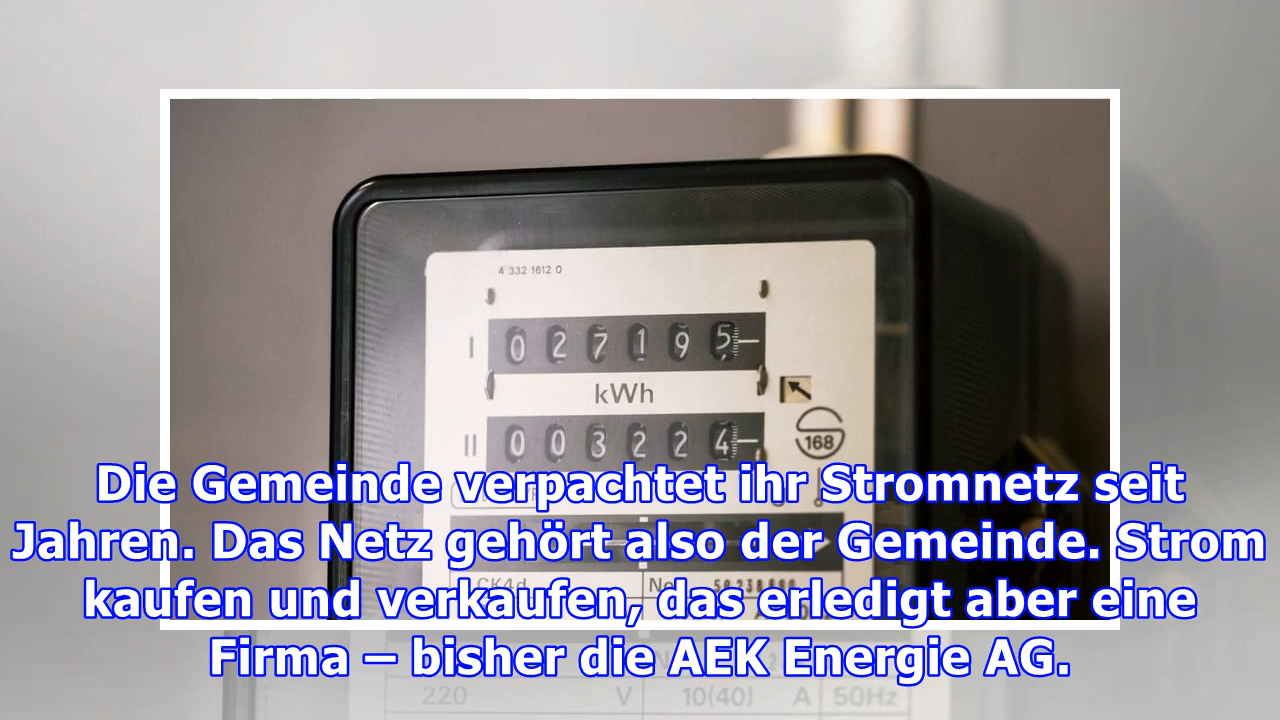 4 332 1612 0
I 0 2 7 1 9 5
kWh
168
II 0 0 3 2 2 4
Die Gemeinde verpachtet ihr Stromnetz seit
Jahren. Das Netz gehört also der Gemeinde. Strom
kaufen und verkaufen, das erledigt aber eine
Firma – bisher die AEK Energie AG.
220 V 10(40) A 50Hz